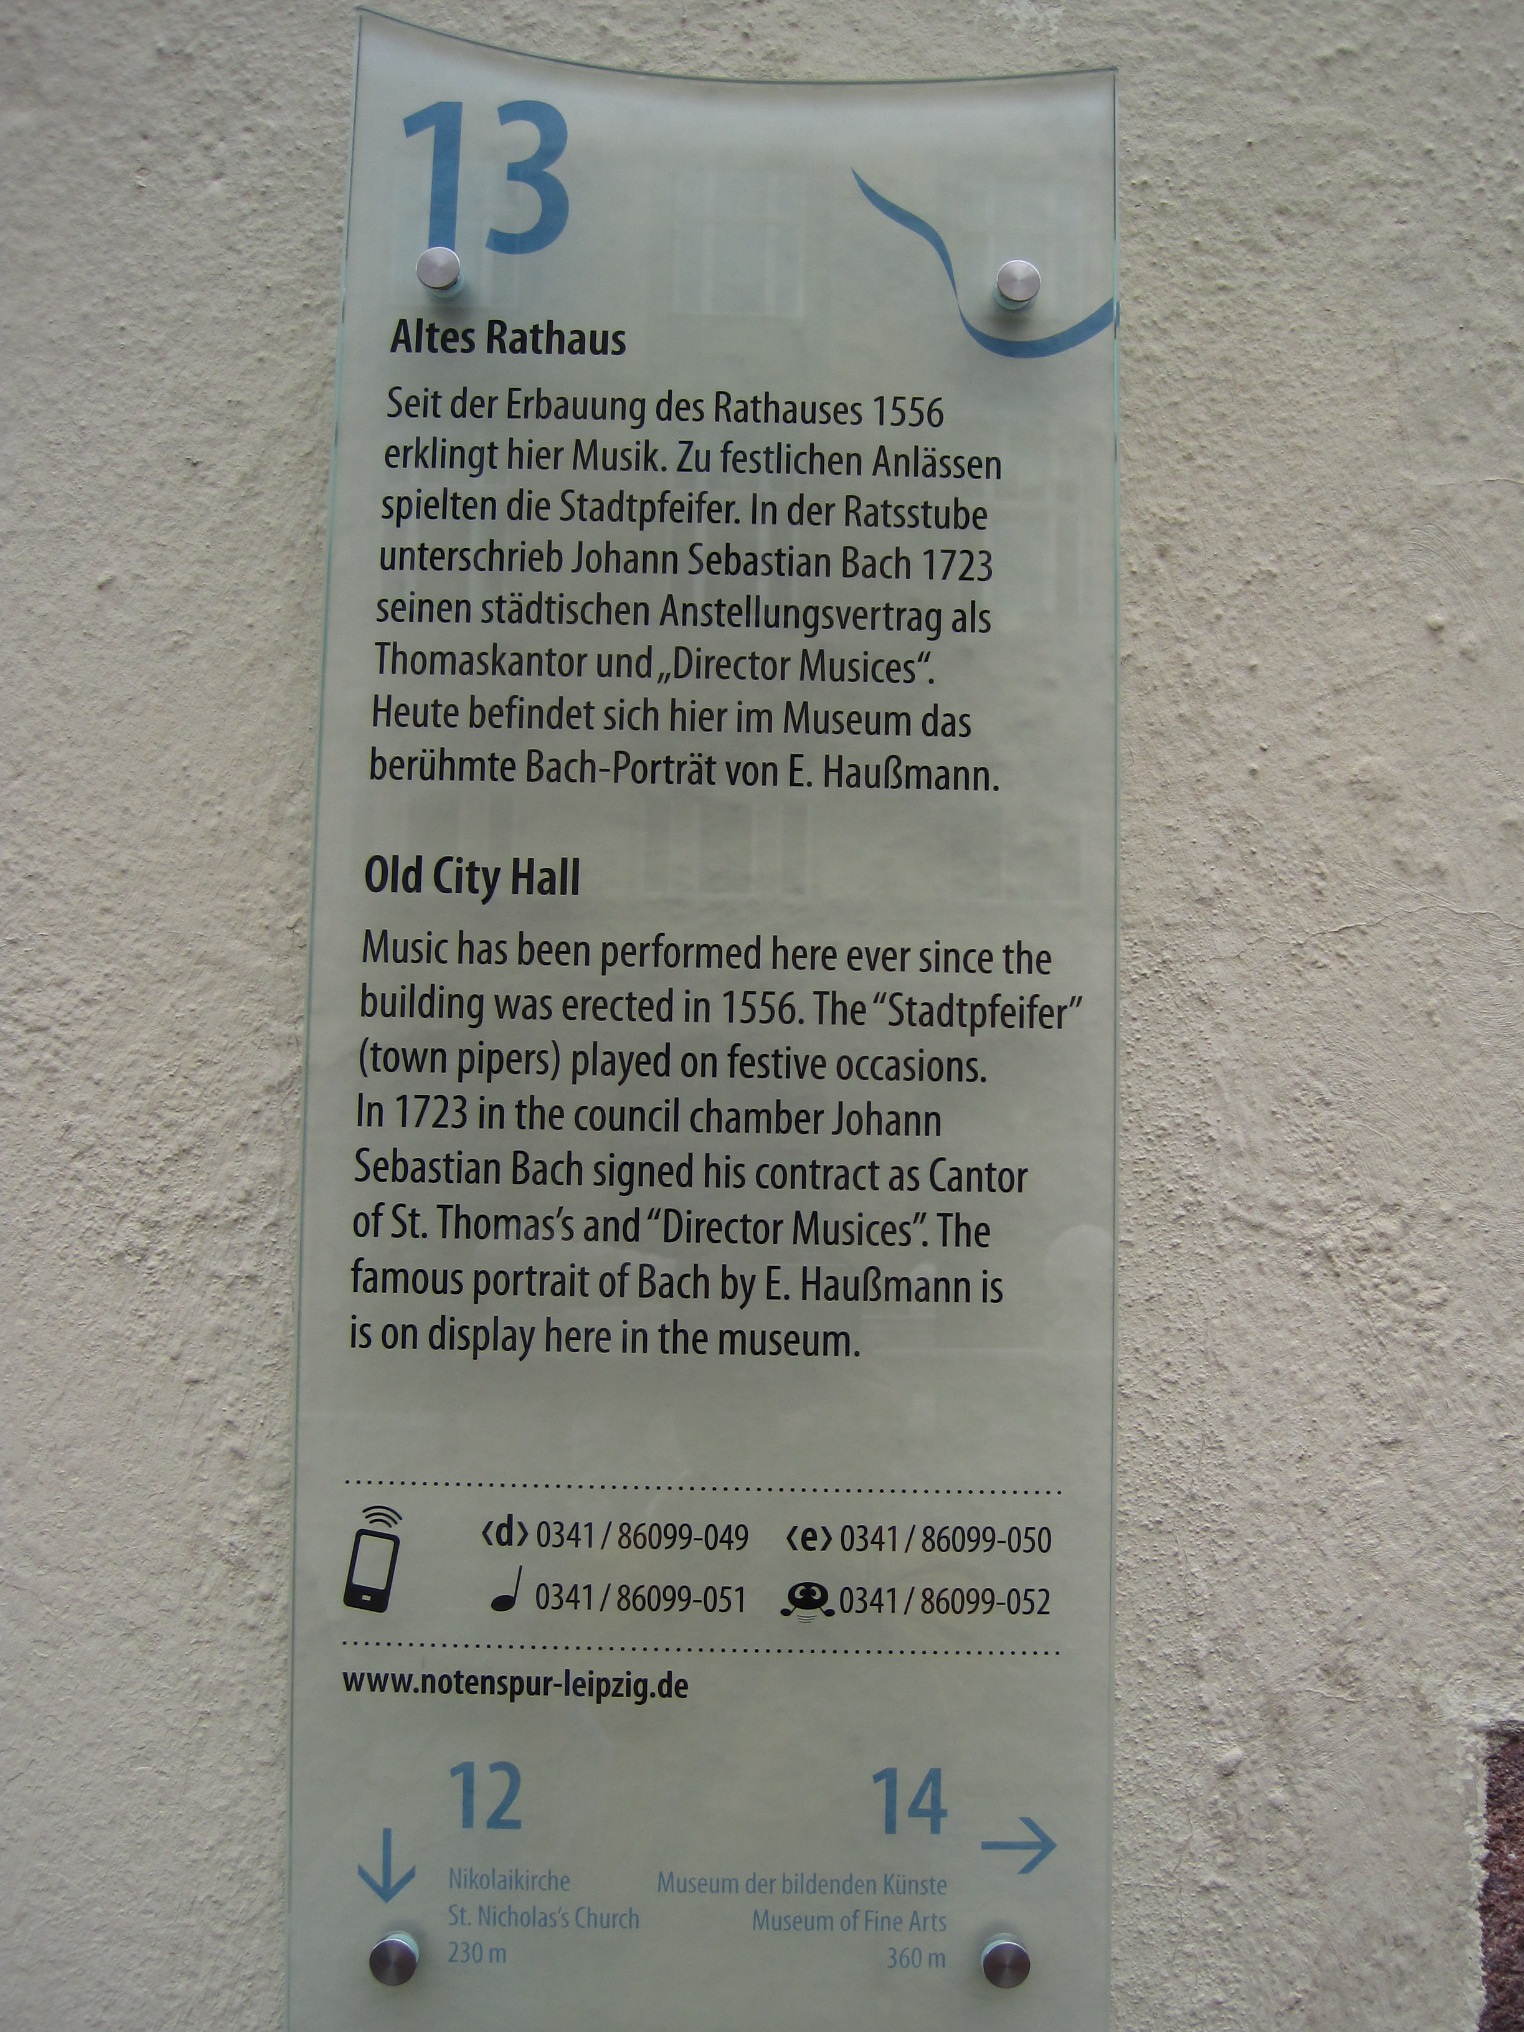 13
Altes Rathaus
Seit der Erbauung des Rathauses 1556
erklingt hier Musik. Zu festlichen Anlässen
spielten die Stadtpfeifer. In der Ratsstube
unterschrieb Johann Sebastian Bach 1723
seinen städtischen Anstellungsvertrag als
Thomaskantor und „Director Musices“.
Heute befindet sich hier im Museum das
berühmte Bach-Porträt von E. Haußmann.
Old City Hall
Music has been performed here ever since the
building was erected in 1556. The “Stadtpfeifer”
(town pipers) played on festive occasions.
In 1723 in the council chamber Johann
Sebastian Bach signed his contract as Cantor
of St. Thomas’s and “Director Musices”. The
famous portrait of Bach by E. Haußmann is
is on display here in the museum.
‹d› 0341 / 86099-049 ‹e› 0341 / 86099-050
0341 / 86099-051 0341 / 86099-052
www.notenspur-leipzig.de
12
Nikolaikirche
St. Nicholas’s Church
230 m
14
Museum der bildenden Künste
Museum of Fine Arts
360 m